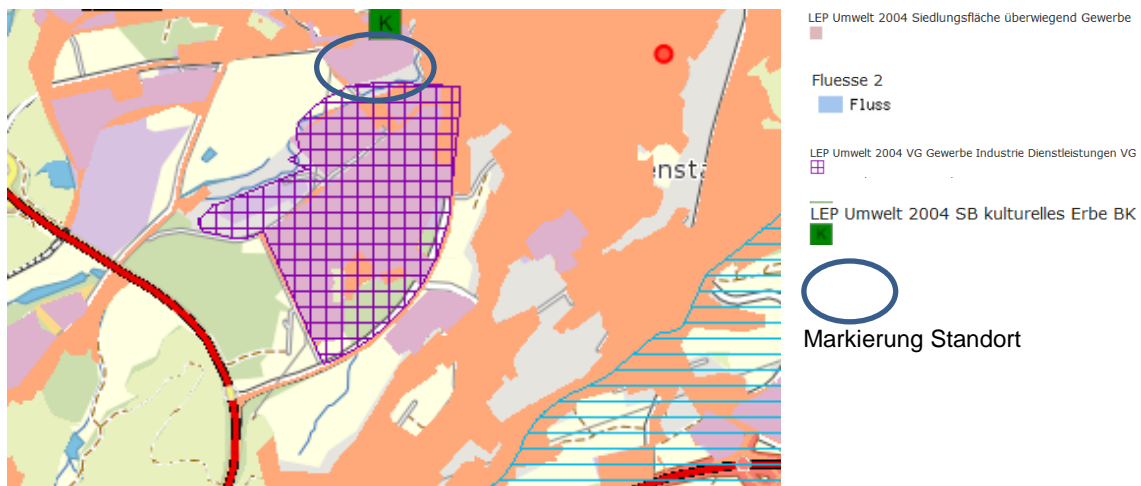 K
LEP Umwelt 2004 Siedlungsfläche überwiegend Gewerbe
Fluesse 2
Fluss
LEP Umwelt 2004 VG Gewerbe Industrie Dienstleistungen VG
enst
LEP Umwelt 2004 SB kulturelles Erbe BK
K
Markierung Standort